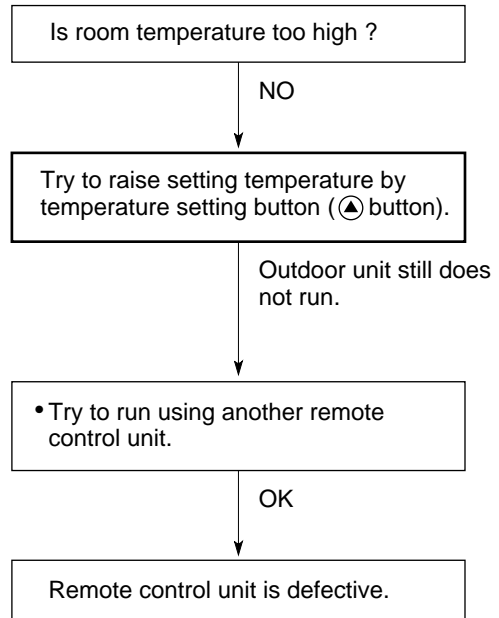 Is room temperature too high ?
NO
Try to raise setting temperature by
temperature setting button (▲ button).
Outdoor unit still does
not run.
• Try to run using another remote
control unit.
OK
Remote control unit is defective.